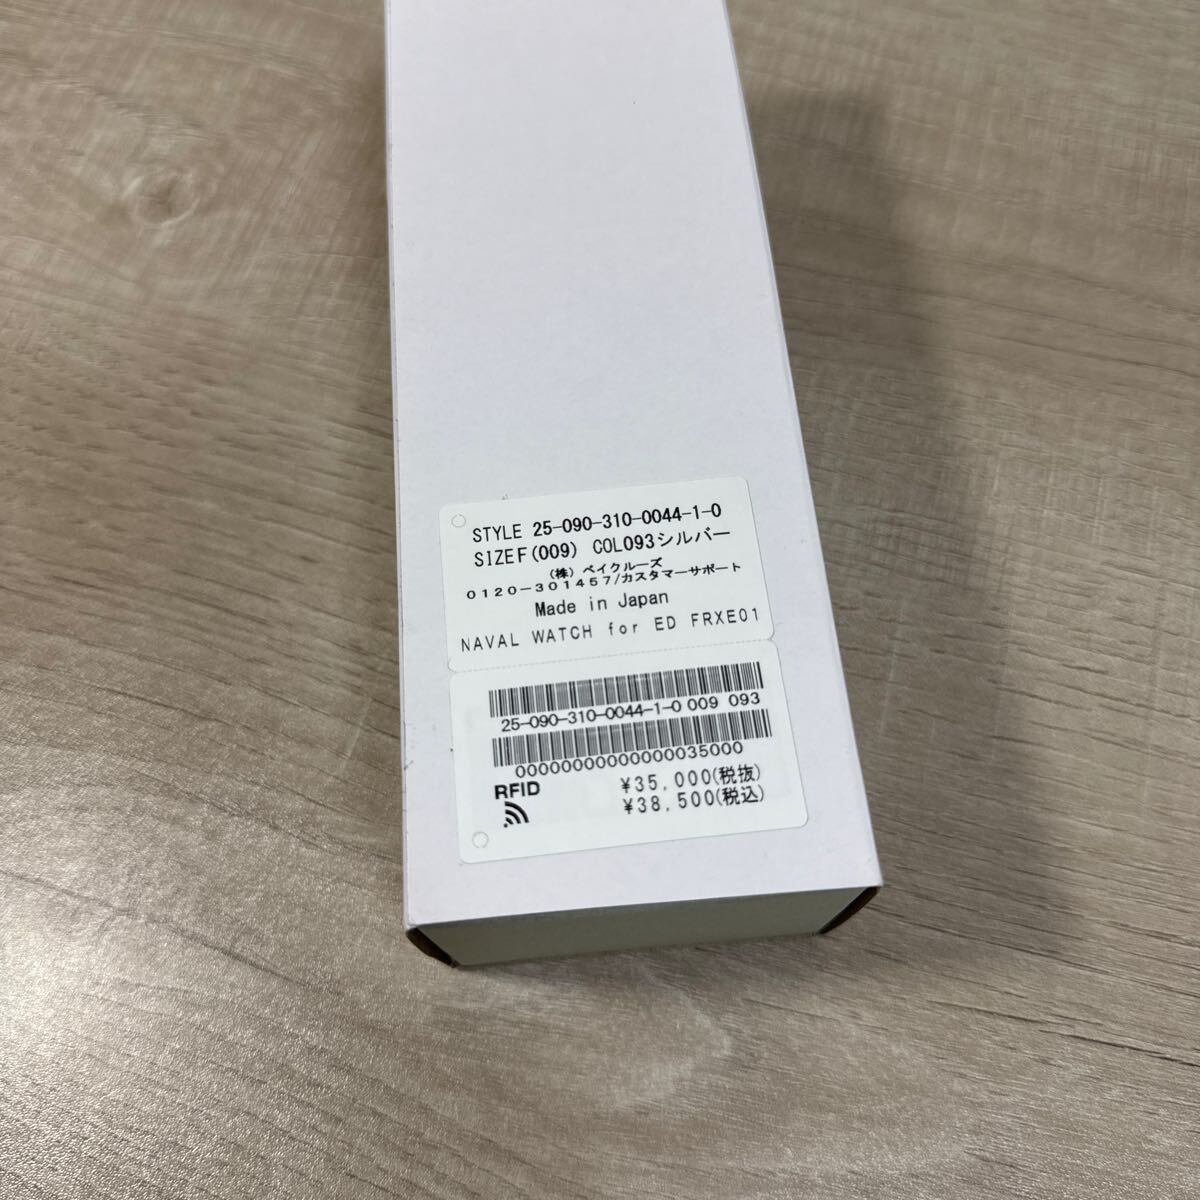 STYLE 25-090-310-0044-1-0
SIZEF(009) COL093シルバー
(株) ベイクルーズ
0120-301457/カスタマーサポート
Made in Japan
NAVAL WATCH for ED FRXE01
25-090-310-0044-1-0 009 093
00000000000000035000
RFID
¥35,000(税抜)
¥38,500(税込)